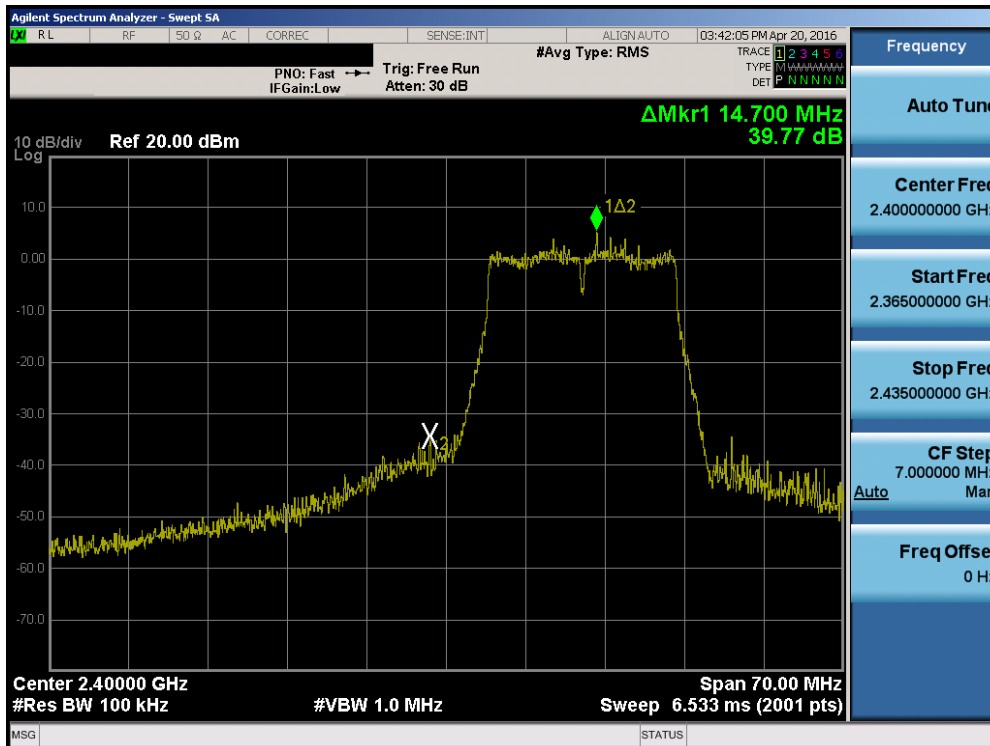 Agilent Spectrum Analyzer - Swept SA
LXI RL RF 50 Ω AC CORREC SENSE:INT ALIGN AUTO 03:42:05 PM Apr 20, 2016
#Avg Type: RMS
TRACE 1 2 3 4 5 6
TYPE M W W W W W
DET P N N N N N
PNO: Fast Trig: Free Run
IFGain:Low Atten: 30 dB
ΔMkr1 14.700 MHz
39.77 dB
10 dB/div Ref 20.00 dBm
Log
10.0
0.00
-10.0
-20.0
-30.0
-40.0
-50.0
-60.0
-70.0
1Δ2
X2
Center 2.40000 GHz Span 70.00 MHz
#Res BW 100 kHz #VBW 1.0 MHz Sweep 6.533 ms (2001 pts)
MSG STATUS
Frequency
Auto Tune
Center Freq
2.400000000 GHz
Start Freq
2.365000000 GHz
Stop Freq
2.435000000 GHz
CF Step
7.000000 MHz
Auto Man
Freq Offset
0 Hz